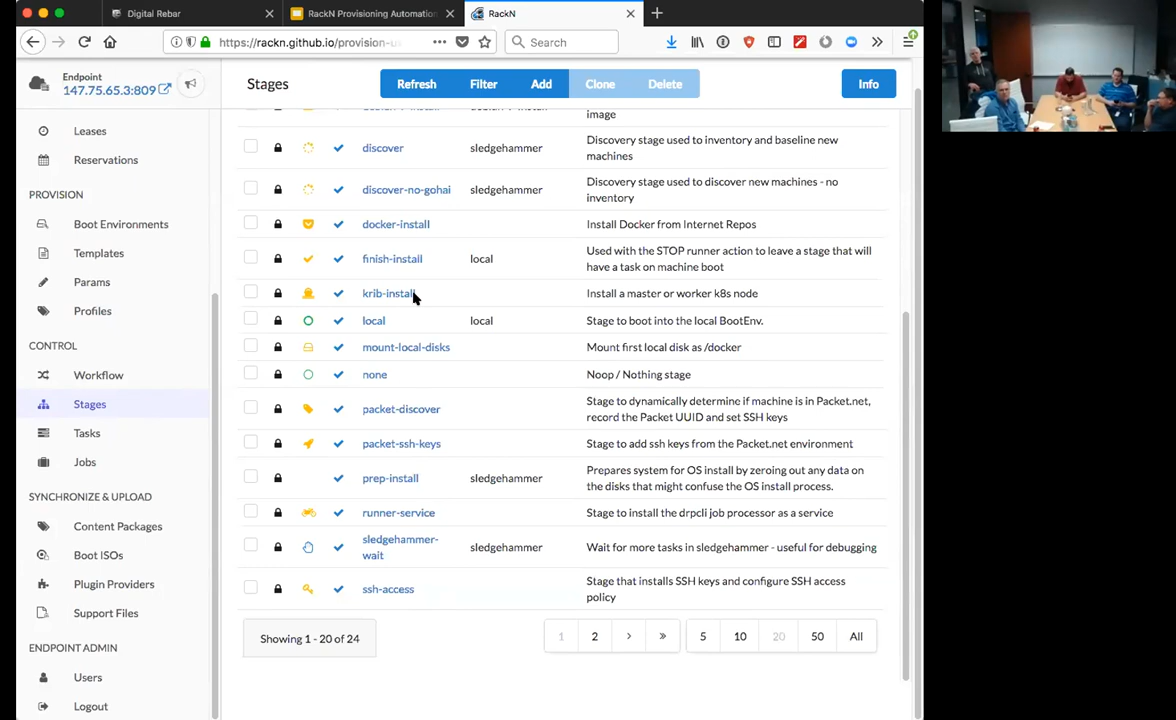 Digital Rebar
RackN Provisioning Automation
RackN
https://rackn.github.io/provision-u
Search
Endpoint
147.75.65.3:809
Stages
Refresh
Filter
Add
Clone
Delete
Info
Leases
Reservations
PROVISION
Boot Environments
Templates
Params
Profiles
CONTROL
Workflow
Stages
Tasks
Jobs
SYNCHRONIZE & UPLOAD
Content Packages
Boot ISOs
Plugin Providers
Support Files
ENDPOINT ADMIN
Users
Logout
image
discover
sledgehammer
Discovery stage used to inventory and baseline new
machines
discover-no-gohai
sledgehammer
Discovery stage used to discover new machines - no
inventory
docker-install
Install Docker from Internet Repos
finish-install
local
Used with the STOP runner action to leave a stage that will
have a task on machine boot
krib-install
Install a master or worker k8s node
local
local
Stage to boot into the local BootEnv.
mount-local-disks
Mount first local disk as /docker
none
Noop / Nothing stage
packet-discover
Stage to dynamically determine if machine is in Packet.net,
record the Packet UUID and set SSH keys
packet-ssh-keys
Stage to add ssh keys from the Packet.net environment
prep-install
sledgehammer
Prepares system for OS install by zeroing out any data on
the disks that might confuse the OS install process.
runner-service
Stage to install the drpcli job processor as a service
sledgehammer-
wait
sledgehammer
Wait for more tasks in sledgehammer - useful for debugging
ssh-access
Stage that installs SSH keys and configure SSH access
policy
Showing 1 - 20 of 24
1
2
›
»
5
10
20
50
All